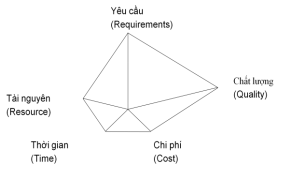 Yêu cầu
(Requirements)
Chất lượng
(Quality)
Tài nguyên
(Resource)
Thời gian
(Time)
Chi phí
(Cost)